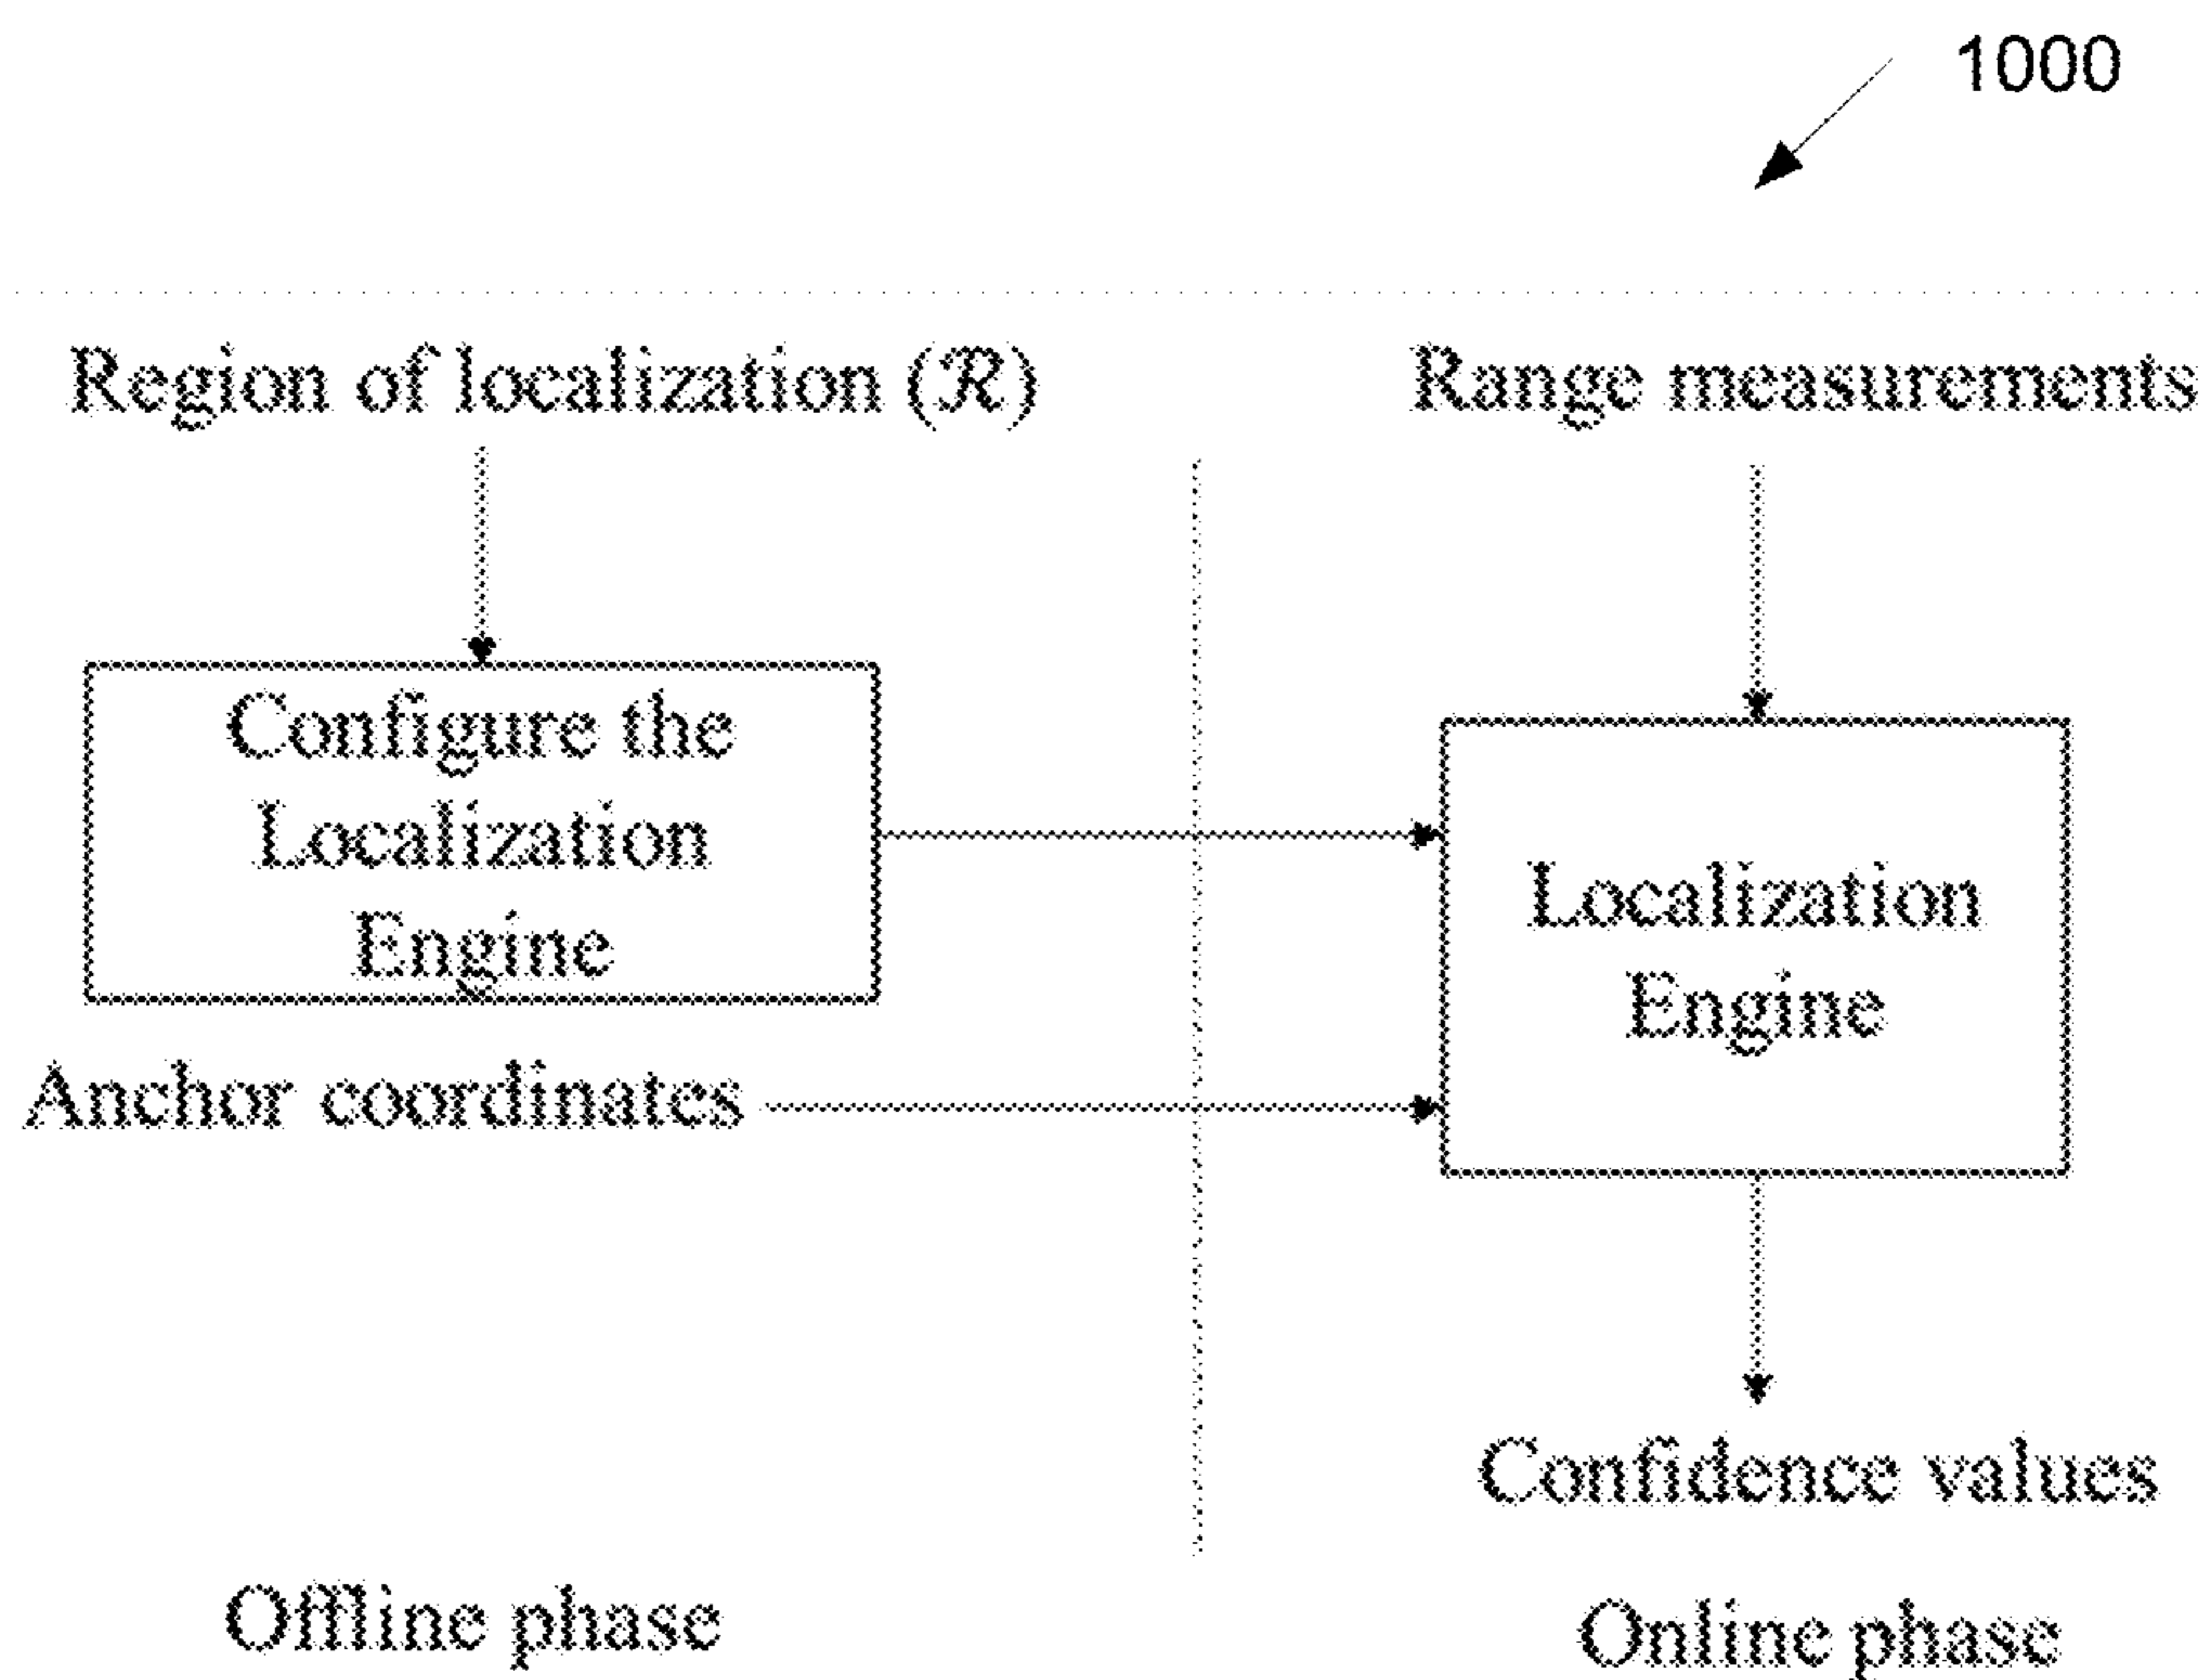 1000
Region of localization (ℛ)
Range measurements
Configure the
Localization
Engine
Localization
Engine
Anchor coordinates
Confidence values
Offline phase
Online phase